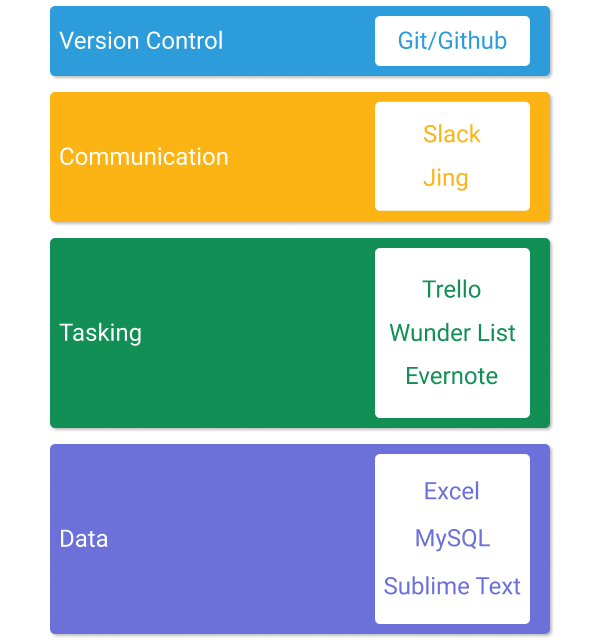 Version Control
Git/Github
Communication
Slack
Jing
Tasking
Trello
Wunder List
Evernote
Data
Excel
MySQL
Sublime Text